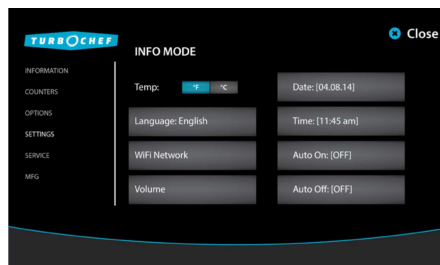 TURBOCHEF
Close
INFO MODE
INFORMATION
COUNTERS
OPTIONS
SETTINGS
SERVICE
MFG
Temp: °F °C
Date: [04.08.14]
Language: English
Time: [11:45 am]
WiFi Network
Auto On: [OFF]
Volume
Auto Off: [OFF]